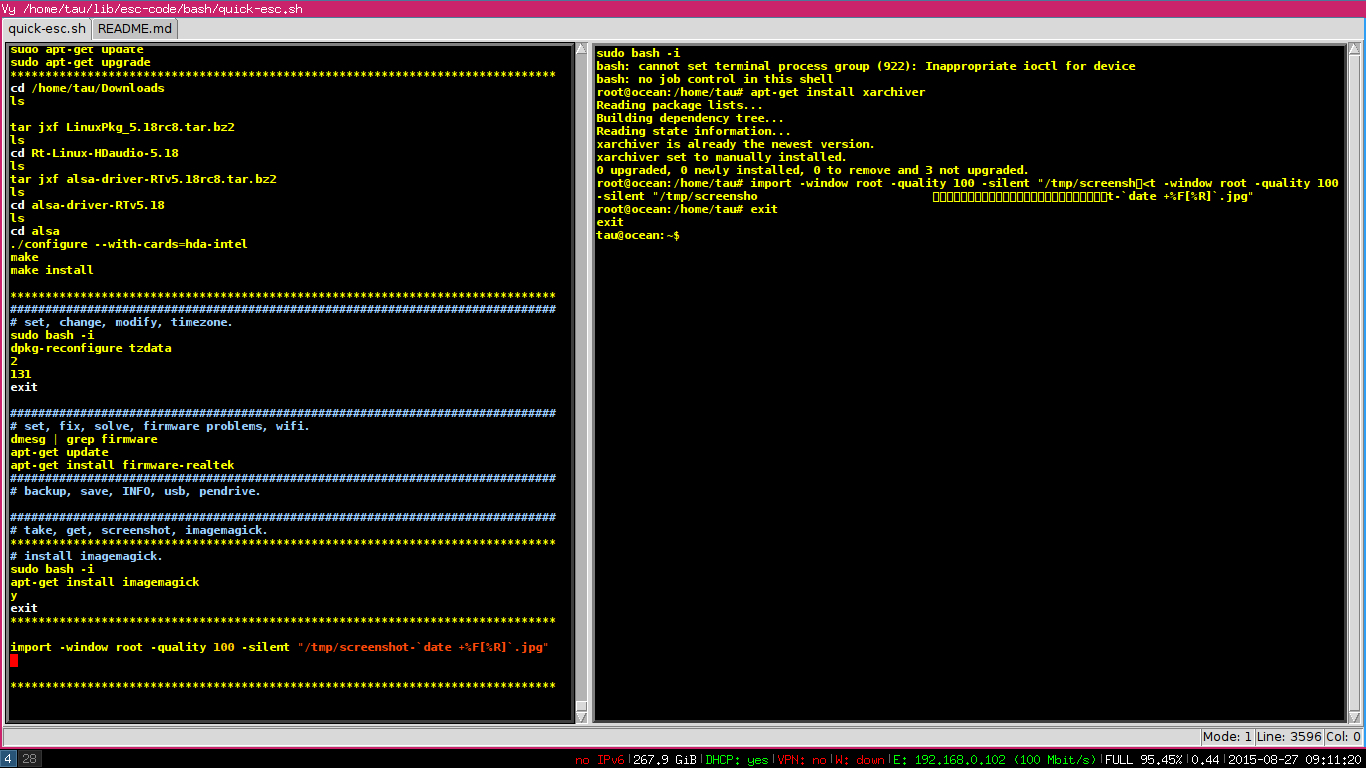 Vy /home/tau/lib/esc-code/bash/quick-esc.sh
quick-esc.sh README.md
sudo apt-get update
sudo apt-get upgrade
******************************************************************************
cd /home/tau/Downloads
ls
tar jxf LinuxPkg_5.18rc8.tar.bz2
ls
cd Rt-Linux-HDaudio-5.18
ls
tar jxf alsa-driver-RTv5.18rc8.tar.bz2
ls
cd alsa-driver-RTv5.18
ls
cd alsa
./configure --with-cards=hda-intel
make
make install
******************************************************************************
##############################################################################
# set, change, modify, timezone.
sudo bash -i
dpkg-reconfigure tzdata
2
131
exit
##############################################################################
# set, fix, solve, firmware problems, wifi.
dmesg | grep firmware
apt-get update
apt-get install firmware-realtek
##############################################################################
# backup, save, INFO, usb, pendrive.
##############################################################################
# take, get, screenshot, imagemagick.
******************************************************************************
# install imagemagick.
sudo bash -i
apt-get install imagemagick
y
exit
******************************************************************************
import -window root -quality 100 -silent "/tmp/screenshot-`date +%F[%R]`.jpg"
******************************************************************************
sudo bash -i
bash: cannot set terminal process group (922): Inappropriate ioctl for device
bash: no job control in this shell
root@ocean:/home/tau# apt-get install xarchiver
Reading package lists...
Building dependency tree...
Reading state information...
xarchiver is already the newest version.
xarchiver set to manually installed.
0 upgraded, 0 newly installed, 0 to remove and 3 not upgraded.
root@ocean:/home/tau# import -window root -quality 100 -silent "/tmp/screensh▯<t -window root -quality 100
-silent "/tmp/screensho ▯▯▯▯▯▯▯▯▯▯▯▯▯▯▯▯▯▯▯▯▯▯▯▯▯t-`date +%F[%R]`.jpg"
root@ocean:/home/tau# exit
exit
tau@ocean:~$
Mode: 1 Line: 3596 Col: 0
4 28 no IPv6|267.9 GiB|DHCP: yes|VPN: no|W: down|E: 192.168.0.102 (100 Mbit/s)|FULL 95.45%|0.44|2015-08-27 09:11:20